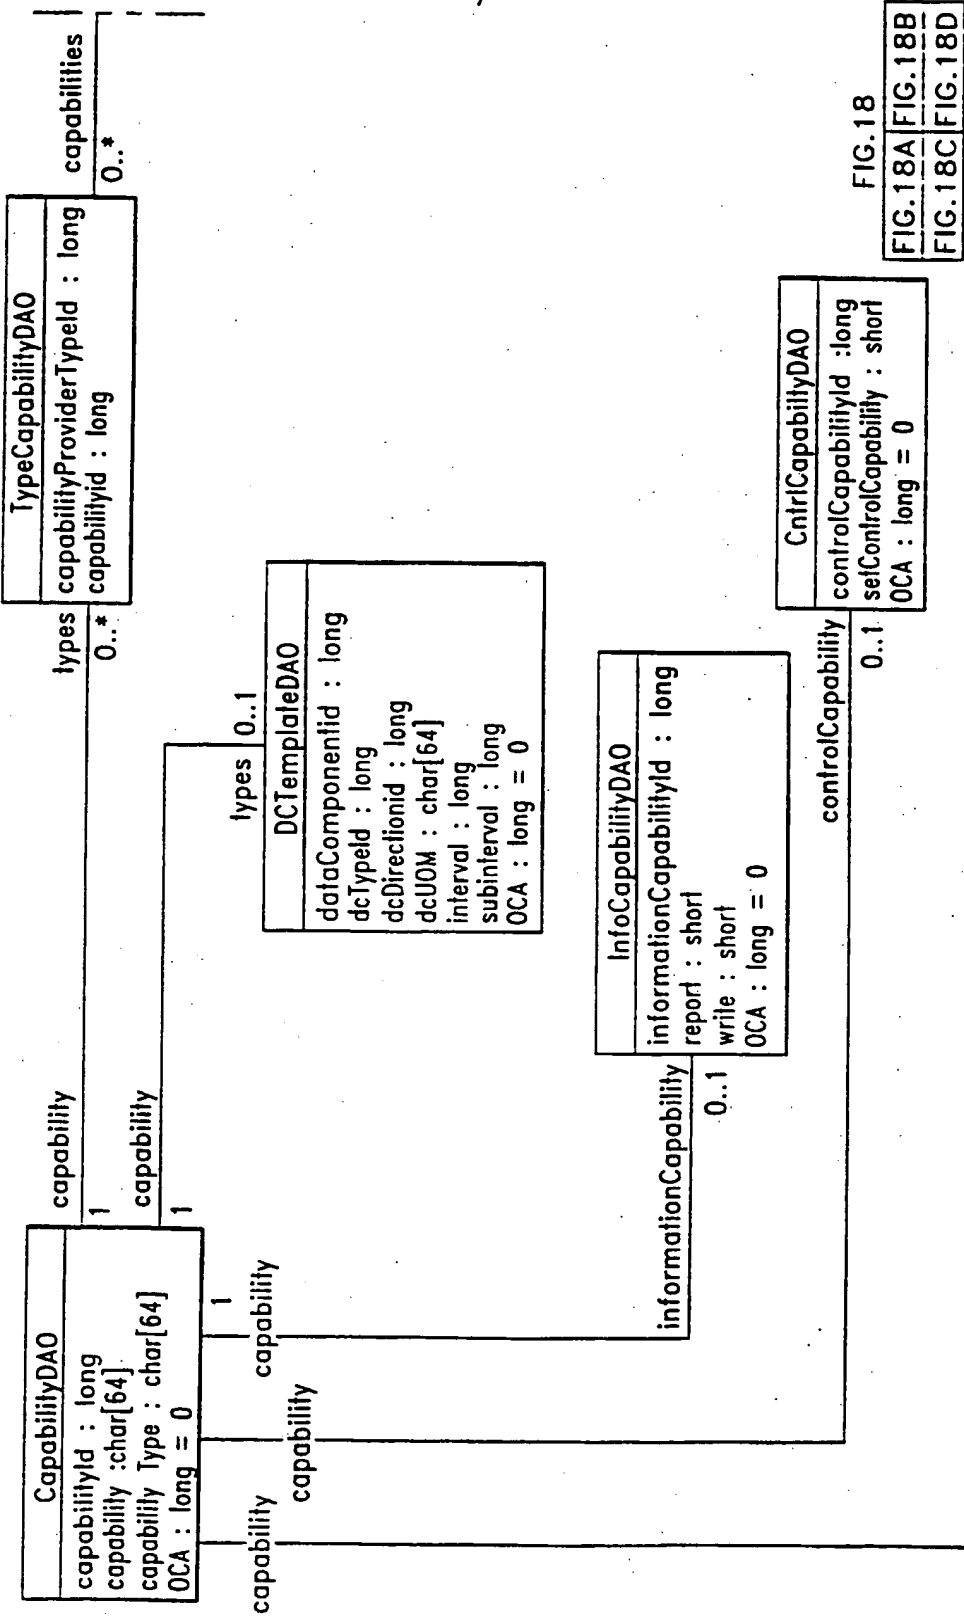 CapabilityDAO
capabilityId : long
capability :char[64]
capability Type : char[64]
OCA : long = 0
capability
1
types
0..*
TypeCapabilityDAO
capabilityProviderTypeId : long
capabilityid : long
capabilities
0..*
capability
1
types
0..1
DCTemplateDAO
dataComponentid : long
dcTypeId : long
dcDirectionid : long
dcUOM : char[64]
interval : long
subinterval : long
OCA : long = 0
1
capability
informationCapability
0..1
InfoCapabilityDAO
informationCapabilityId : long
report : short
write : short
OCA : long = 0
capability
controlCapability
0..1
CntrlCapabiltyDAO
controlCapabilityId :long
setControlCapability : short
OCA : long = 0
capability
FIG.18
FIG.18A FIG.18B
FIG.18C FIG.18D